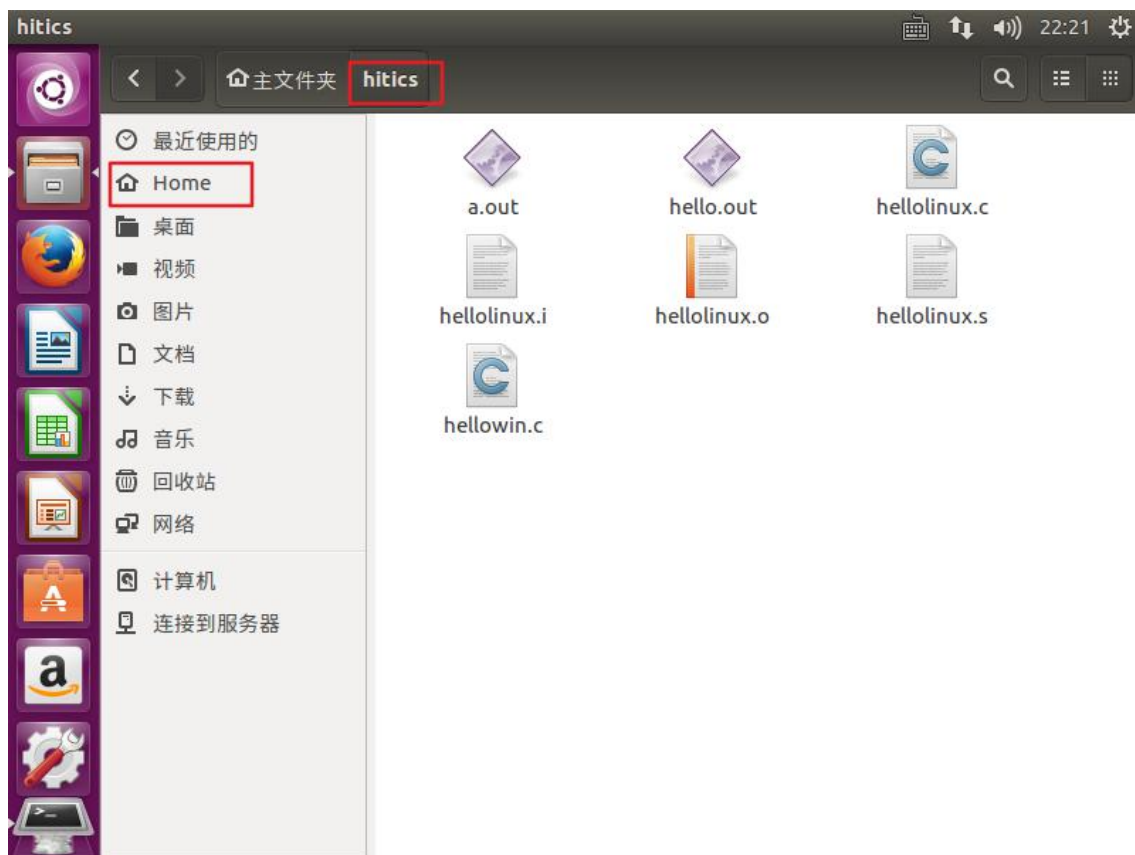 hitics
22:21
主文件夹 hitics
最近使用的
Home
桌面
视频
图片
文档
下载
音乐
回收站
网络
计算机
连接到服务器
a.out hello.out hellolinux.c
hellolinux.i hellolinux.o hellolinux.s
hellowin.c